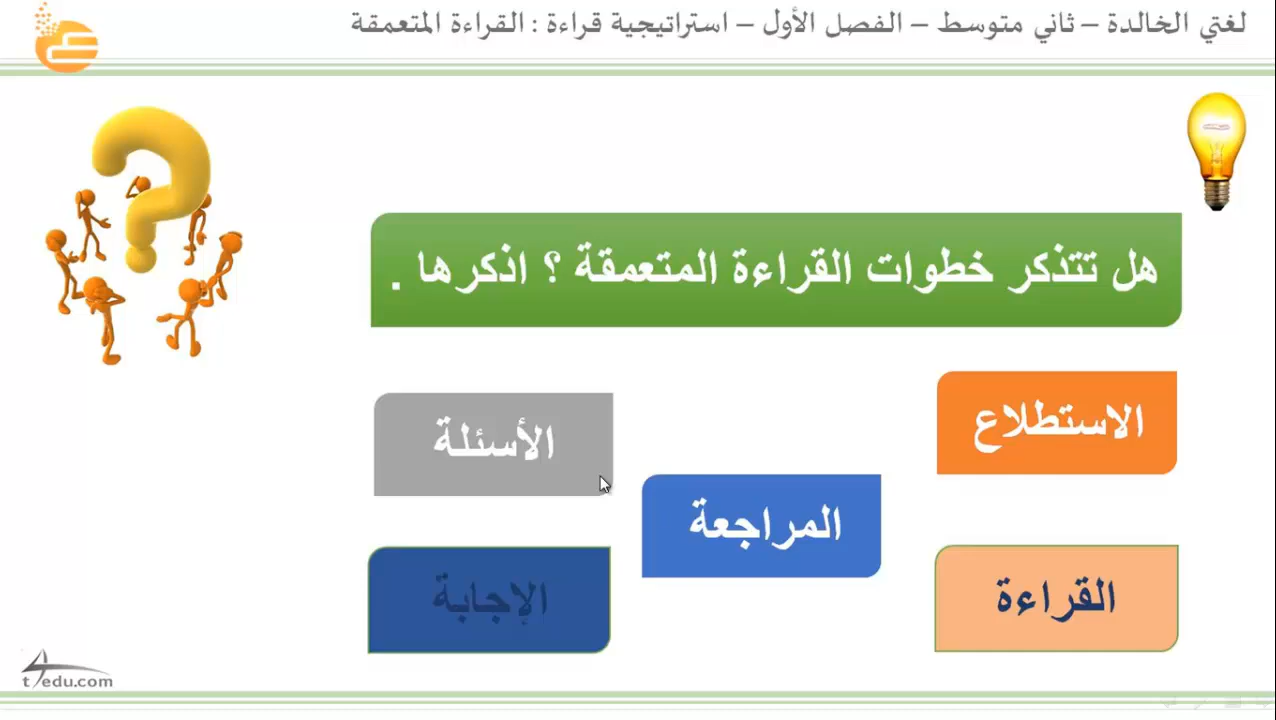 لغتي الخالدة – ثاني متوسط – الفصل الأول – استراتيجية قراءة : القراءة المتعمقة
هل تتذكر خطوات القراءة المتعمقة ؟ اذكرها .
الاستطلاع
الأسئلة
المراجعة
القراءة
الإجابة
t4edu.com